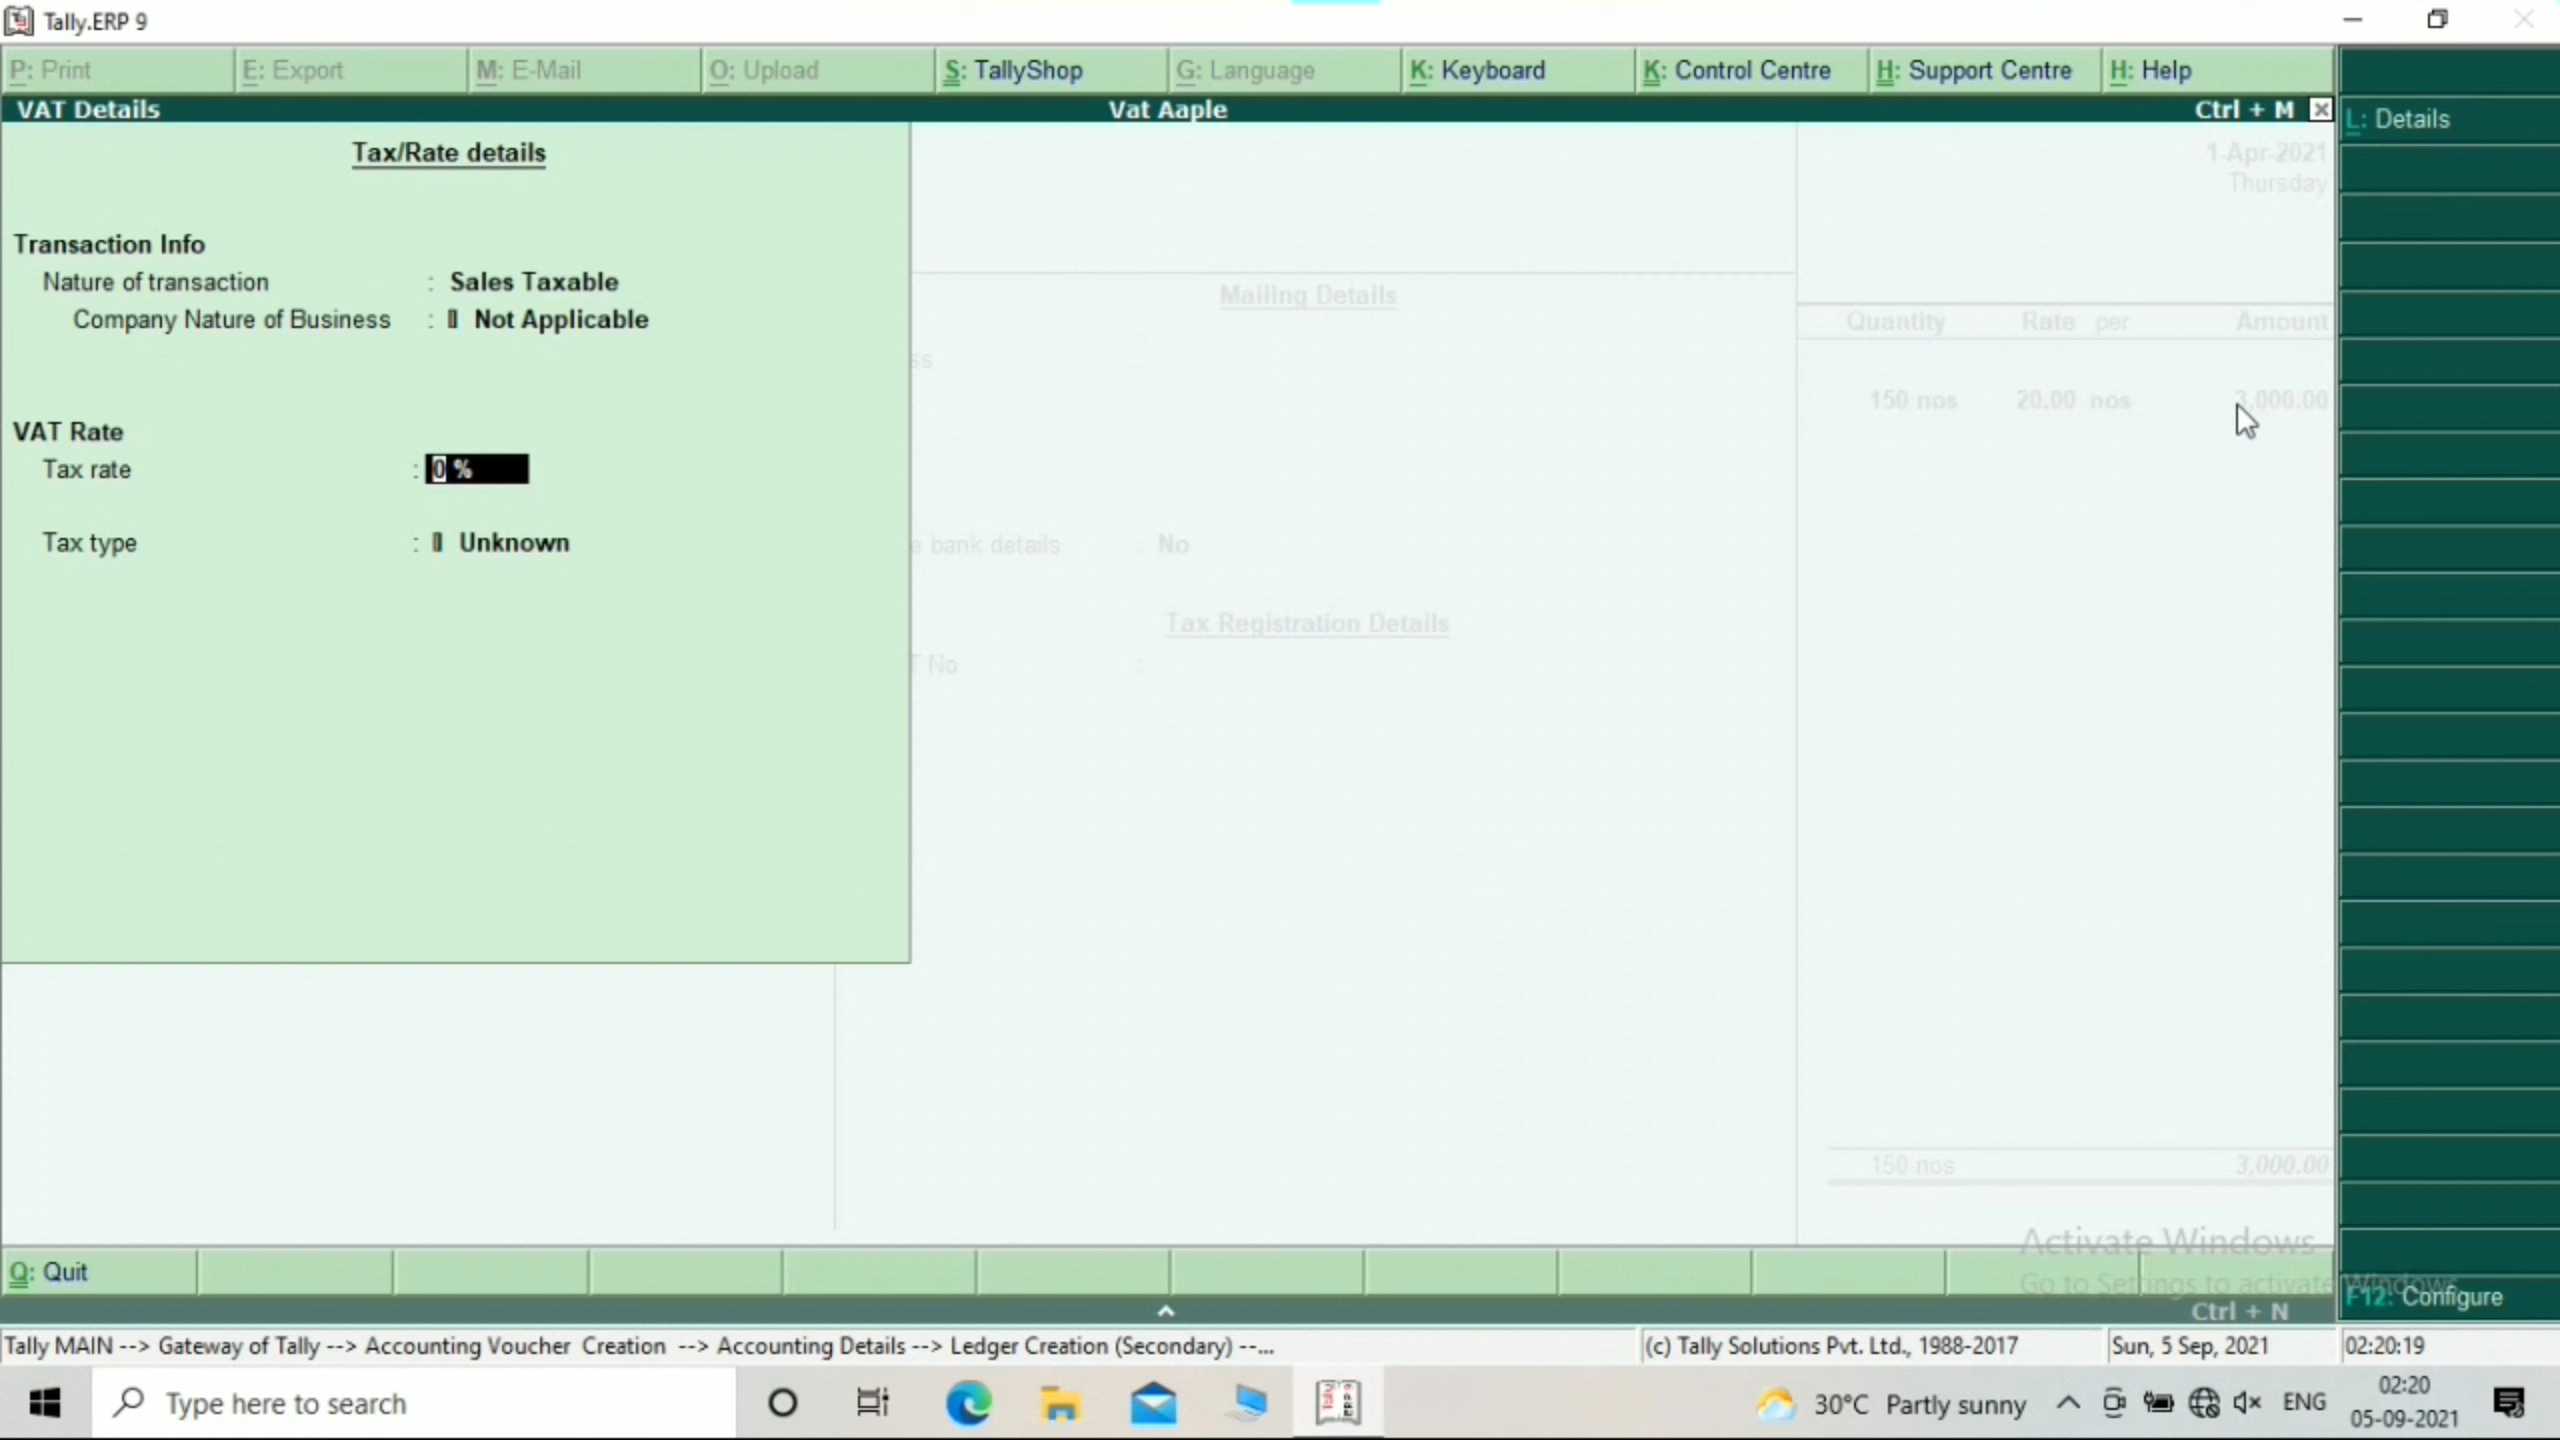 Tally.ERP 9
P: Print E: Export M: E-Mail O: Upload S: TallyShop G: Language K: Keyboard K: Control Centre H: Support Centre H: Help
VAT Details Vat Aaple Ctrl + M
L: Details
Tax/Rate details
1-Apr-2021
Thursday
Transaction Info
Nature of transaction : Sales Taxable
Mailing Details
Company Nature of Business : Not Applicable
Quantity Rate per Amount
ss
150 nos 20.00 nos 3,000.00
VAT Rate
Tax rate : 0 %
Tax type : Unknown
e bank details : No
Tax Registration Details
T No :
150 nos 3,000.00
Activate Windows
Go to Settings to activate Windows.
Q: Quit
F12: Configure
Ctrl + N
Tally MAIN --> Gateway of Tally --> Accounting Voucher Creation --> Accounting Details --> Ledger Creation (Secondary) --... (c) Tally Solutions Pvt. Ltd., 1988-2017 Sun, 5 Sep, 2021 02:20:19
Type here to search 30°C Partly sunny ENG 02:20
05-09-2021